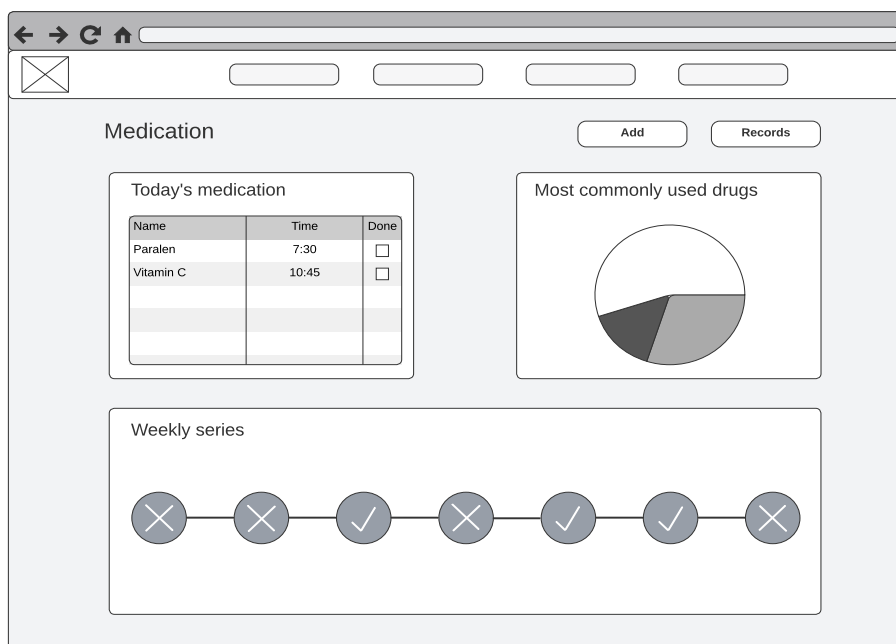 Medication
Add
Records
Today's medication
Name Time Done
Paralen 7:30
Vitamin C 10:45
Most commonly used drugs
Weekly series